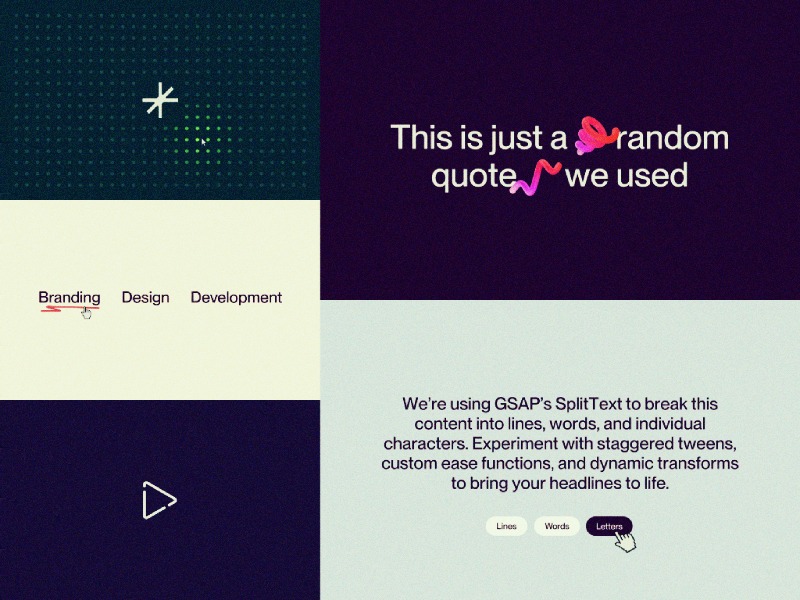 This is just a random
quote we used
Branding Design Development
We're using GSAP's SplitText to break this
content into lines, words, and individual
characters. Experiment with staggered tweens,
custom ease functions, and dynamic transforms
to bring your headlines to life.
Lines Words Letters